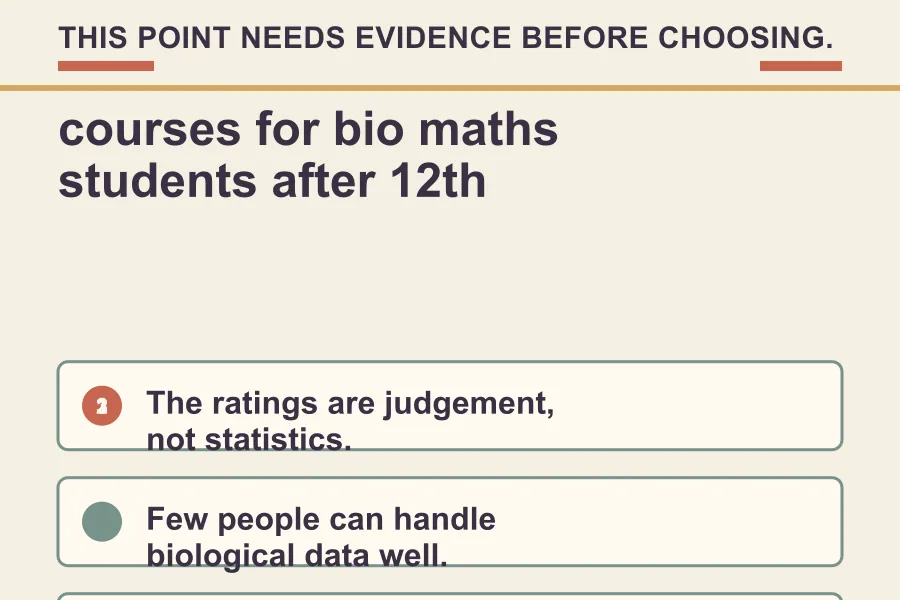 THIS POINT NEEDS EVIDENCE BEFORE CHOOSING.
courses for bio maths
students after 12th
The ratings are judgement,
not statistics.
Few people can handle
biological data well.